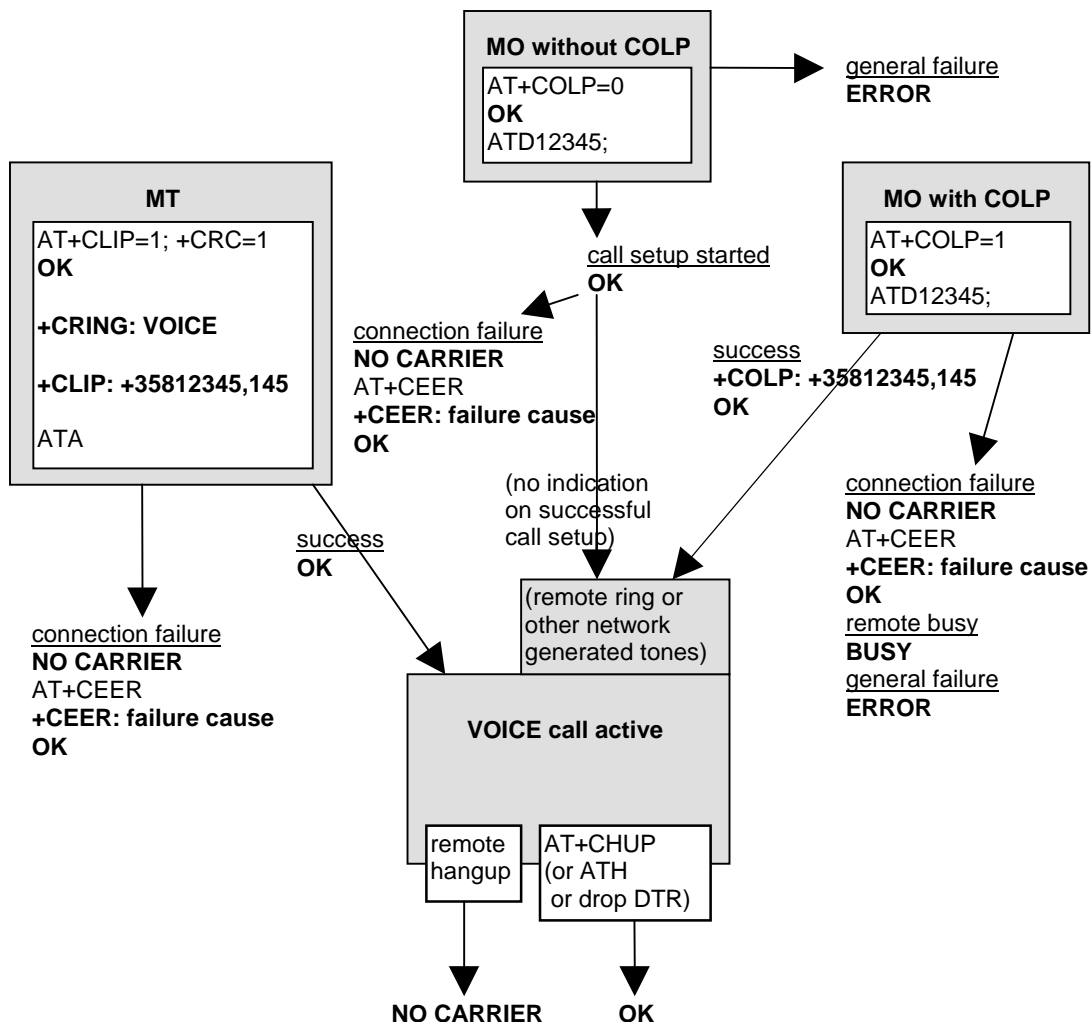 MO without COLP
AT+COLP=0
OK
ATD12345;
general failure
ERROR
MT
AT+CLIP=1; +CRC=1
OK
+CRING: VOICE
+CLIP: +35812345,145
ATA
MO with COLP
AT+COLP=1
OK
ATD12345;
call setup started
OK
connection failure
NO CARRIER
AT+CEER
+CEER: failure cause
OK
success
+COLP: +35812345,145
OK
(no indication
on successful
call setup)
connection failure
NO CARRIER
AT+CEER
+CEER: failure cause
OK
remote busy
BUSY
general failure
ERROR
success
OK
connection failure
NO CARRIER
AT+CEER
+CEER: failure cause
OK
(remote ring or
other network
generated tones)
VOICE call active
remote
hangup
AT+CHUP
(or ATH
or drop DTR)
NO CARRIER
OK